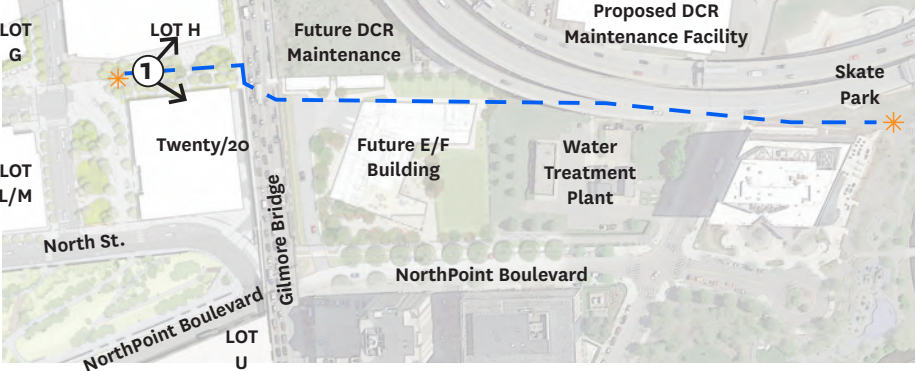 LOT
G
LOT H
1
Future DCR
Maintenance
Proposed DCR
Maintenance Facility
Skate
Park
Twenty/20
Future E/F
Building
Water
Treatment
Plant
LOT
L/M
Gilmore Bridge
North St.
NorthPoint Boulevard
NorthPoint Boulevard
LOT
U